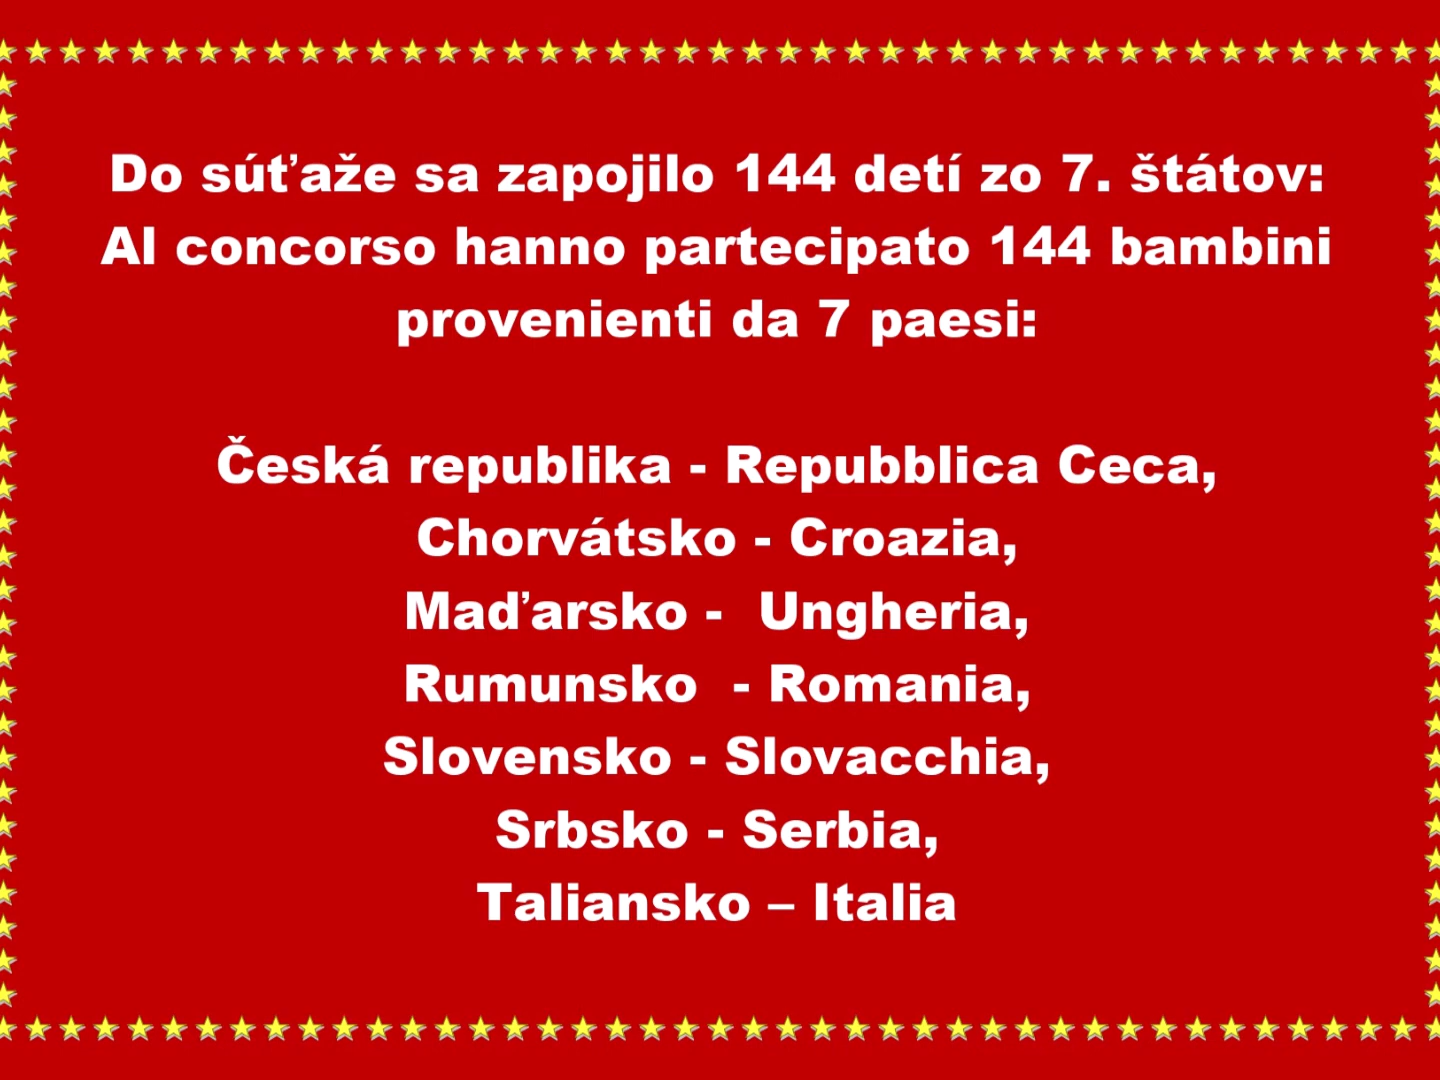 Do súťaže sa zapojilo 144 detí zo 7. štátov:
Al concorso hanno partecipato 144 bambini
provenienti da 7 paesi:
Česká republika - Repubblica Ceca,
Chorvátsko - Croazia,
Maďarsko -  Ungheria,
Rumunsko  - Romania,
Slovensko - Slovacchia,
Srbsko - Serbia,
Taliansko – Italia